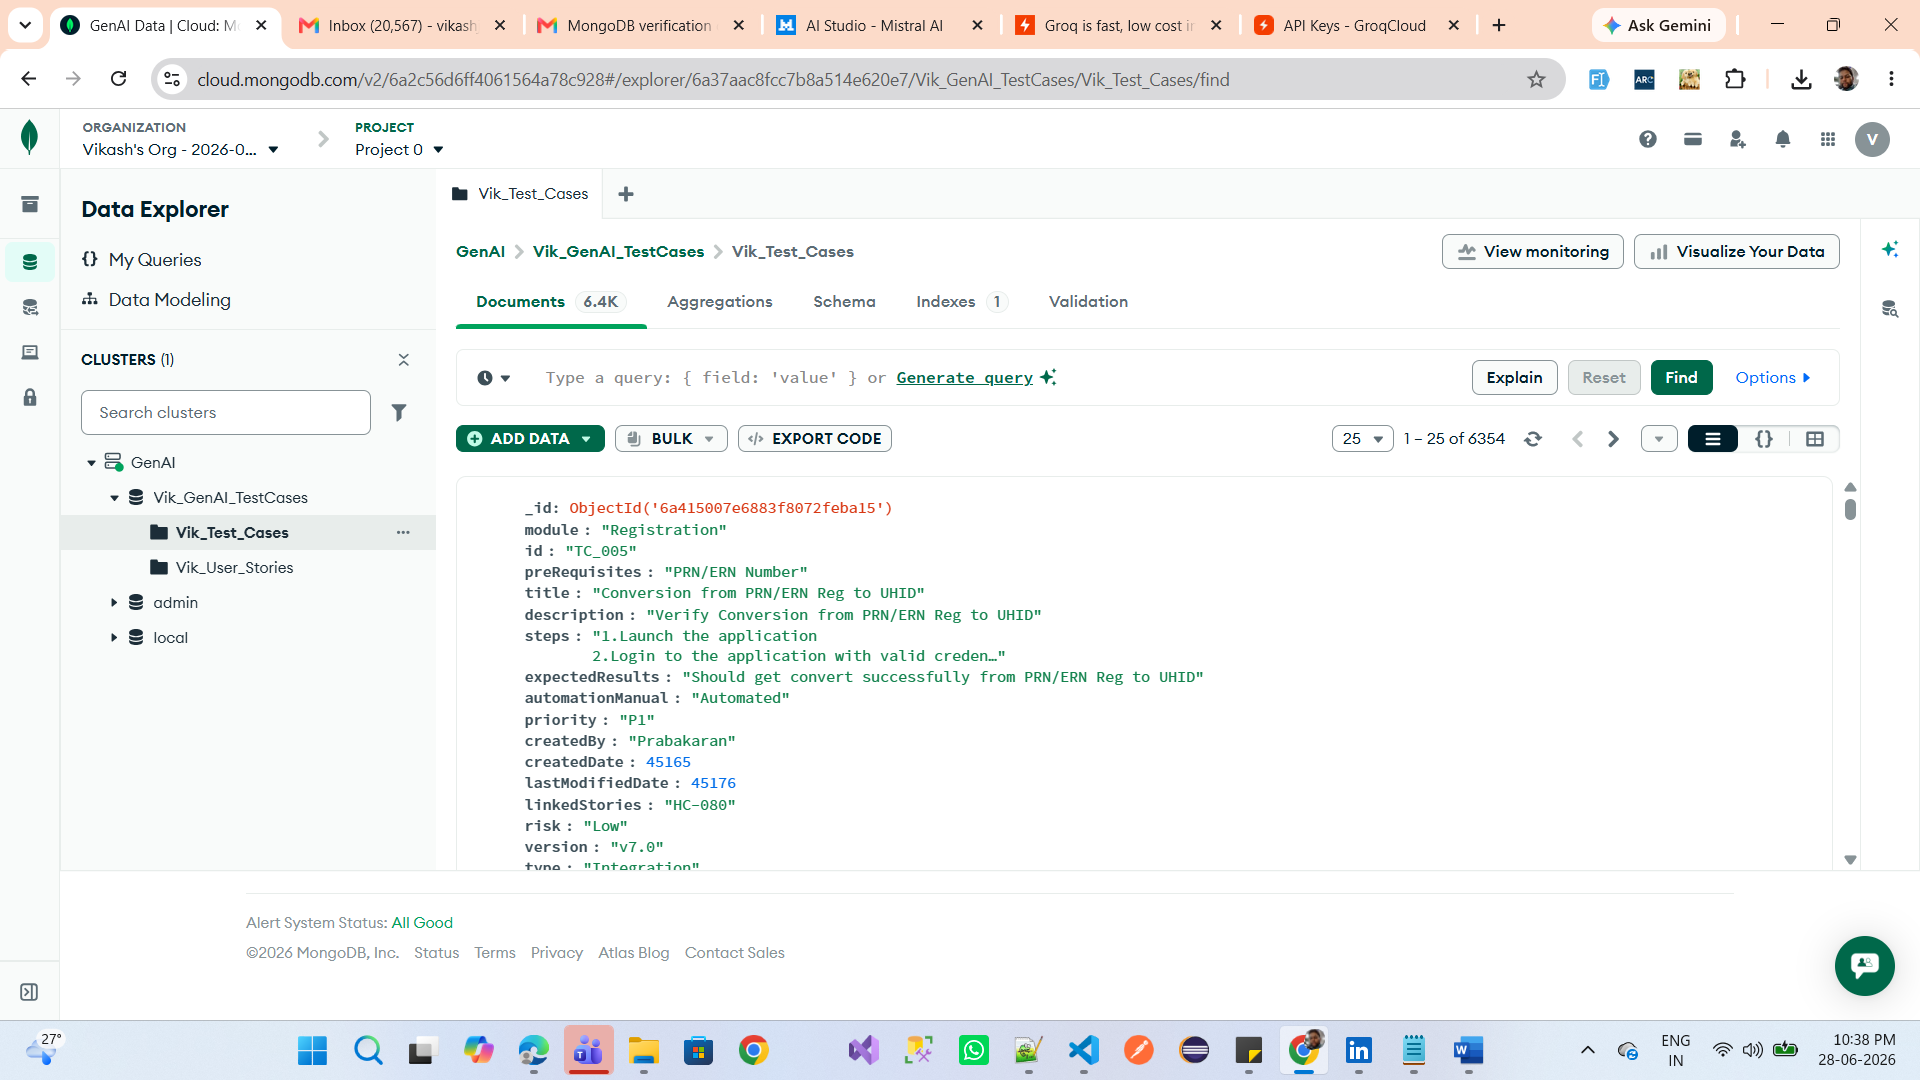 GenAI Data | Cloud: M
Inbox (20,567) - vikash
MongoDB verification
AI Studio - Mistral AI
Groq is fast, low cost in
API Keys - GroqCloud
Ask Gemini
cloud.mongodb.com/v2/6a2c56d6ff4061564a78c928#/explorer/6a37aac8fcc7b8a514e620e7/Vik_GenAI_TestCases/Vik_Test_Cases/find
ORGANIZATION
Vikash's Org - 2026-0...
PROJECT
Project 0
V
Data Explorer
My Queries
Data Modeling
CLUSTERS (1)
Search clusters
GenAI
Vik_GenAI_TestCases
Vik_Test_Cases
Vik_User_Stories
admin
local
Vik_Test_Cases
GenAI > Vik_GenAI_TestCases > Vik_Test_Cases
View monitoring
Visualize Your Data
Documents 6.4K
Aggregations
Schema
Indexes 1
Validation
Type a query: { field: 'value' } or Generate query
Explain
Reset
Find
Options
ADD DATA
BULK
EXPORT CODE
25
1 – 25 of 6354
_id: ObjectId('6a415007e6883f8072feba15')
module : "Registration"
id : "TC_005"
preRequisites : "PRN/ERN Number"
title : "Conversion from PRN/ERN Reg to UHID"
description : "Verify Conversion from PRN/ERN Reg to UHID"
steps : "1.Launch the application
2.Login to the application with valid creden…"
expectedResults : "Should get convert successfully from PRN/ERN Reg to UHID"
automationManual : "Automated"
priority : "P1"
createdBy : "Prabakaran"
createdDate : 45165
lastModifiedDate : 45176
linkedStories : "HC-080"
risk : "Low"
version : "v7.0"
type : "Integration"
Alert System Status: All Good
©2026 MongoDB, Inc. Status Terms Privacy Atlas Blog Contact Sales
27°
ENG
IN
10:38 PM
28-06-2026